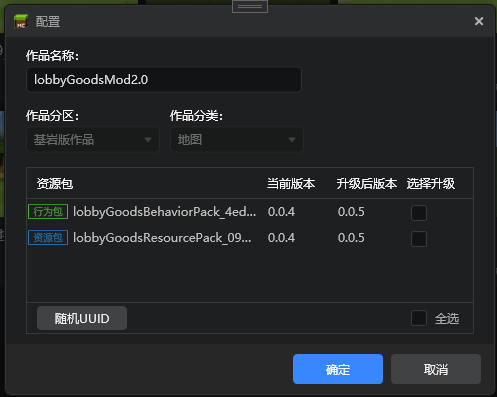 配置
作品名称：
lobbyGoodsMod2.0
作品分区： 作品分类：
基岩版作品 地图
资源包 当前版本 升级后版本 选择升级
行为包 lobbyGoodsBehaviorPack_4ed... 0.0.4 0.0.5
资源包 lobbyGoodsResourcePack_09... 0.0.4 0.0.5
随机UUID 全选
确定 取消